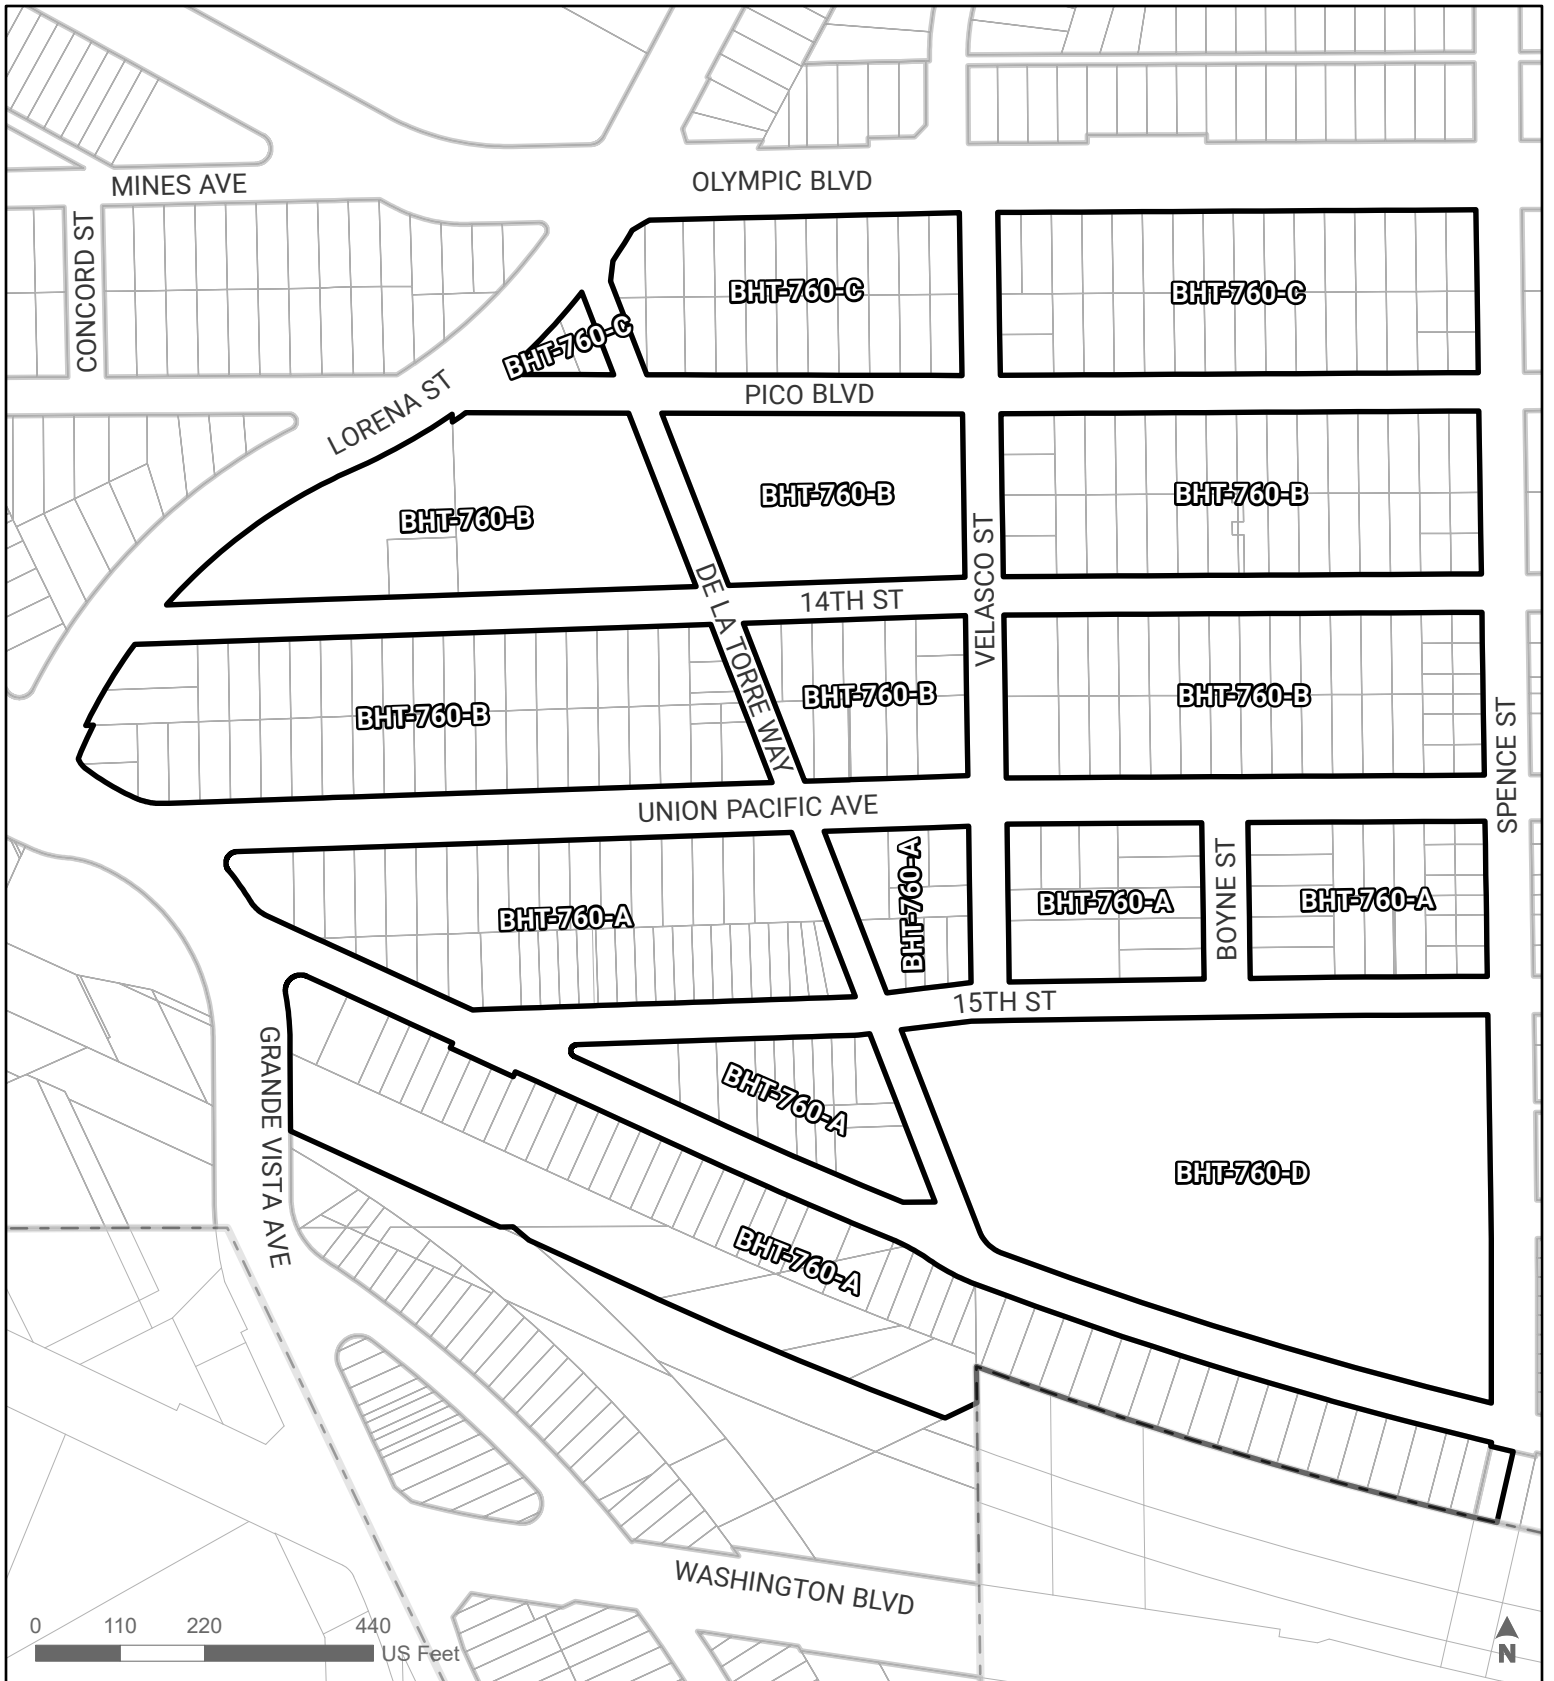 MINES AVE
OLYMPIC BLVD
CONCORD ST
BHT-760-C
BHT-760-C
BHT-760-C
LORENA ST
PICO BLVD
BHT-760-B
BHT-760-B
BHT-760-B
VELASCO ST
DE LA TORRE WAY
14TH ST
BHT-760-B
BHT-760-B
BHT-760-B
SPENCE ST
UNION PACIFIC AVE
BHT-760-A
BHT-760-A
BHT-760-A
BOYNE ST
BHT-760-A
15TH ST
GRANDE VISTA AVE
BHT-760-A
BHT-760-D
BHT-760-A
WASHINGTON BLVD
0 110 220 440
US Feet
N